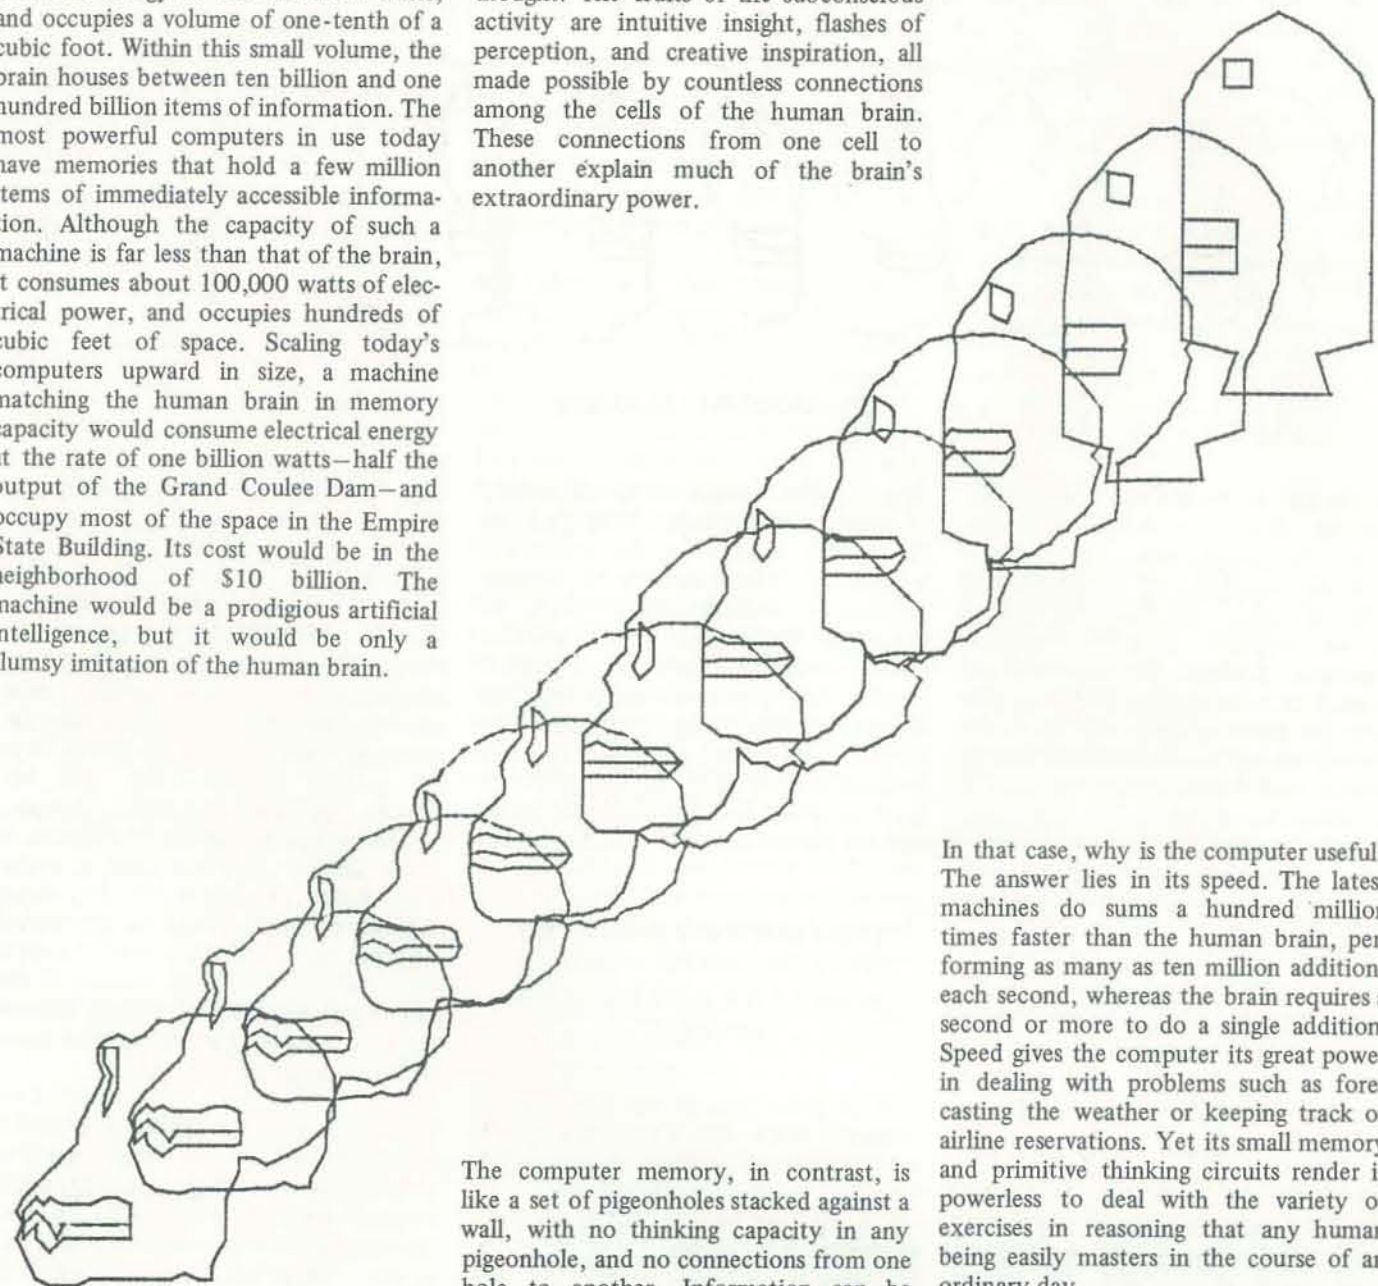 and occupies a volume of one-tenth of a
cubic foot. Within this small volume, the
brain houses between ten billion and one
hundred billion items of information. The
most powerful computers in use today
have memories that hold a few million
items of immediately accessible informa-
tion. Although the capacity of such a
machine is far less than that of the brain,
it consumes about 100,000 watts of elec-
trical power, and occupies hundreds of
cubic feet of space. Scaling today's
computers upward in size, a machine
matching the human brain in memory
capacity would consume electrical energy
at the rate of one billion watts—half the
output of the Grand Coulee Dam—and
occupy most of the space in the Empire
State Building. Its cost would be in the
neighborhood of $10 billion. The
machine would be a prodigious artificial
intelligence, but it would be only a
clumsy imitation of the human brain.
activity are intuitive insight, flashes of
perception, and creative inspiration, all
made possible by countless connections
among the cells of the human brain.
These connections from one cell to
another explain much of the brain's
extraordinary power.
The computer memory, in contrast, is
like a set of pigeonholes stacked against a
wall, with no thinking capacity in any
pigeonhole, and no connections from one
hole to another. Information can be
In that case, why is the computer useful
The answer lies in its speed. The latest
machines do sums a hundred million
times faster than the human brain, per
forming as many as ten million addition
each second, whereas the brain requires a
second or more to do a single addition
Speed gives the computer its great power
in dealing with problems such as fore
casting the weather or keeping track of
airline reservations. Yet its small memory
and primitive thinking circuits render it
powerless to deal with the variety of
exercises in reasoning that any human
being easily masters in the course of an
ordinary day